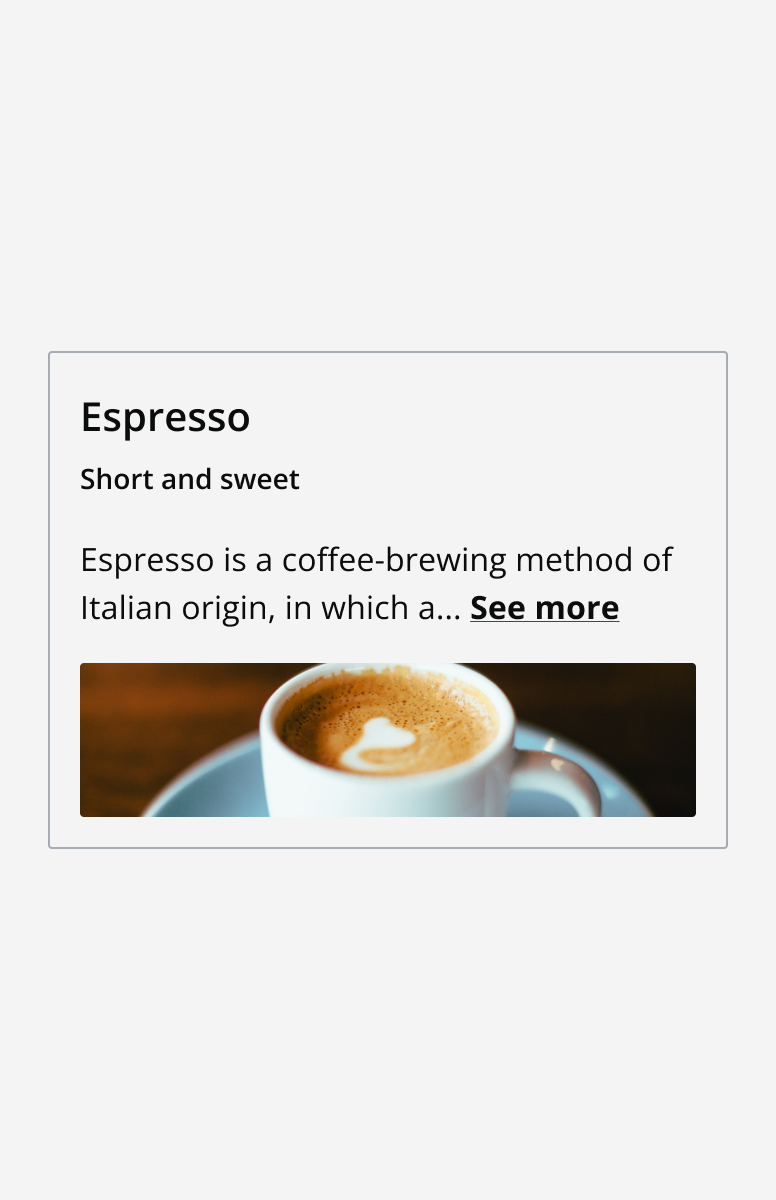 Espresso
Short and sweet
Espresso is a coffee-brewing method of
Italian origin, in which a... See more